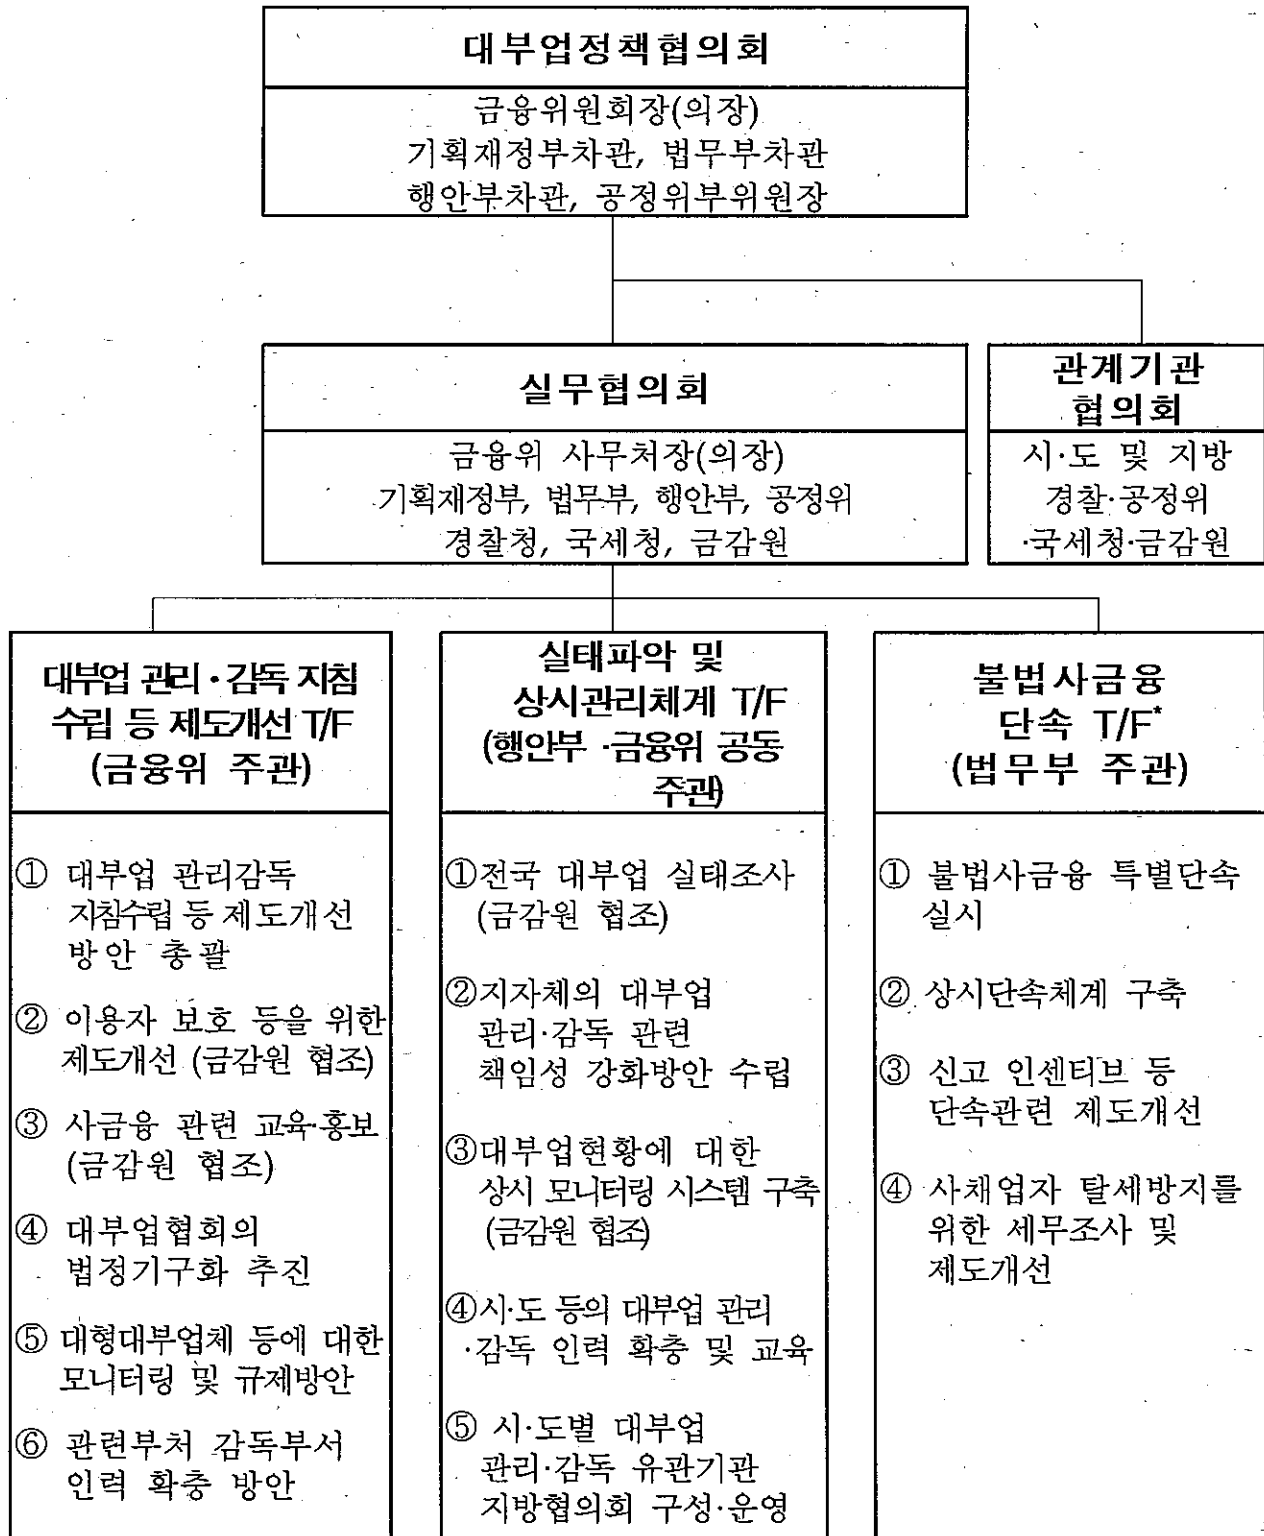 대부업정책협의회
금융위원회장(의장)
기획재정부차관, 법무부차관
행안부차관, 공정위부위원장
실무협의회
금융위 사무처장(의장)
기획재정부, 법무부, 행안부, 공정위
경찰청, 국세청, 금감원
관계기관
협의회
시·도 및 지방
경찰·공정위
·국세청·금감원
대부업 관리·감독 지침
수립 등 제도개선 T/F
(금융위 주관)
① 대부업 관리감독
지침수립 등 제도개선
방안 총괄
② 이용자 보호 등을 위한
제도개선 (금감원 협조)
③ 사금융 관련 교육·홍보
(금감원 협조)
④ 대부업협회의
법정기구화 추진
⑤ 대형대부업체 등에 대한
모니터링 및 규제방안
⑥ 관련부처 감독부서
인력 확충 방안
실태파악 및
상시관리체계 T/F
(행안부·금융위 공동
주관)
①전국 대부업 실태조사
(금감원 협조)
②지자체의 대부업
관리·감독 관련
책임성 강화방안 수립
③대부업현황에 대한
상시 모니터링 시스템 구축
(금감원 협조)
④시·도 등의 대부업 관리
·감독 인력 확충 및 교육
⑤ 시·도별 대부업
관리·감독 유관기관
지방협의회 구성·운영
불법사금융
단속 T/F*
(법무부 주관)
① 불법사금융 특별단속
실시
② 상시단속체계 구축
③ 신고 인센티브 등
단속관련 제도개선
④ 사채업자 탈세방지를
위한 세무조사 및
제도개선